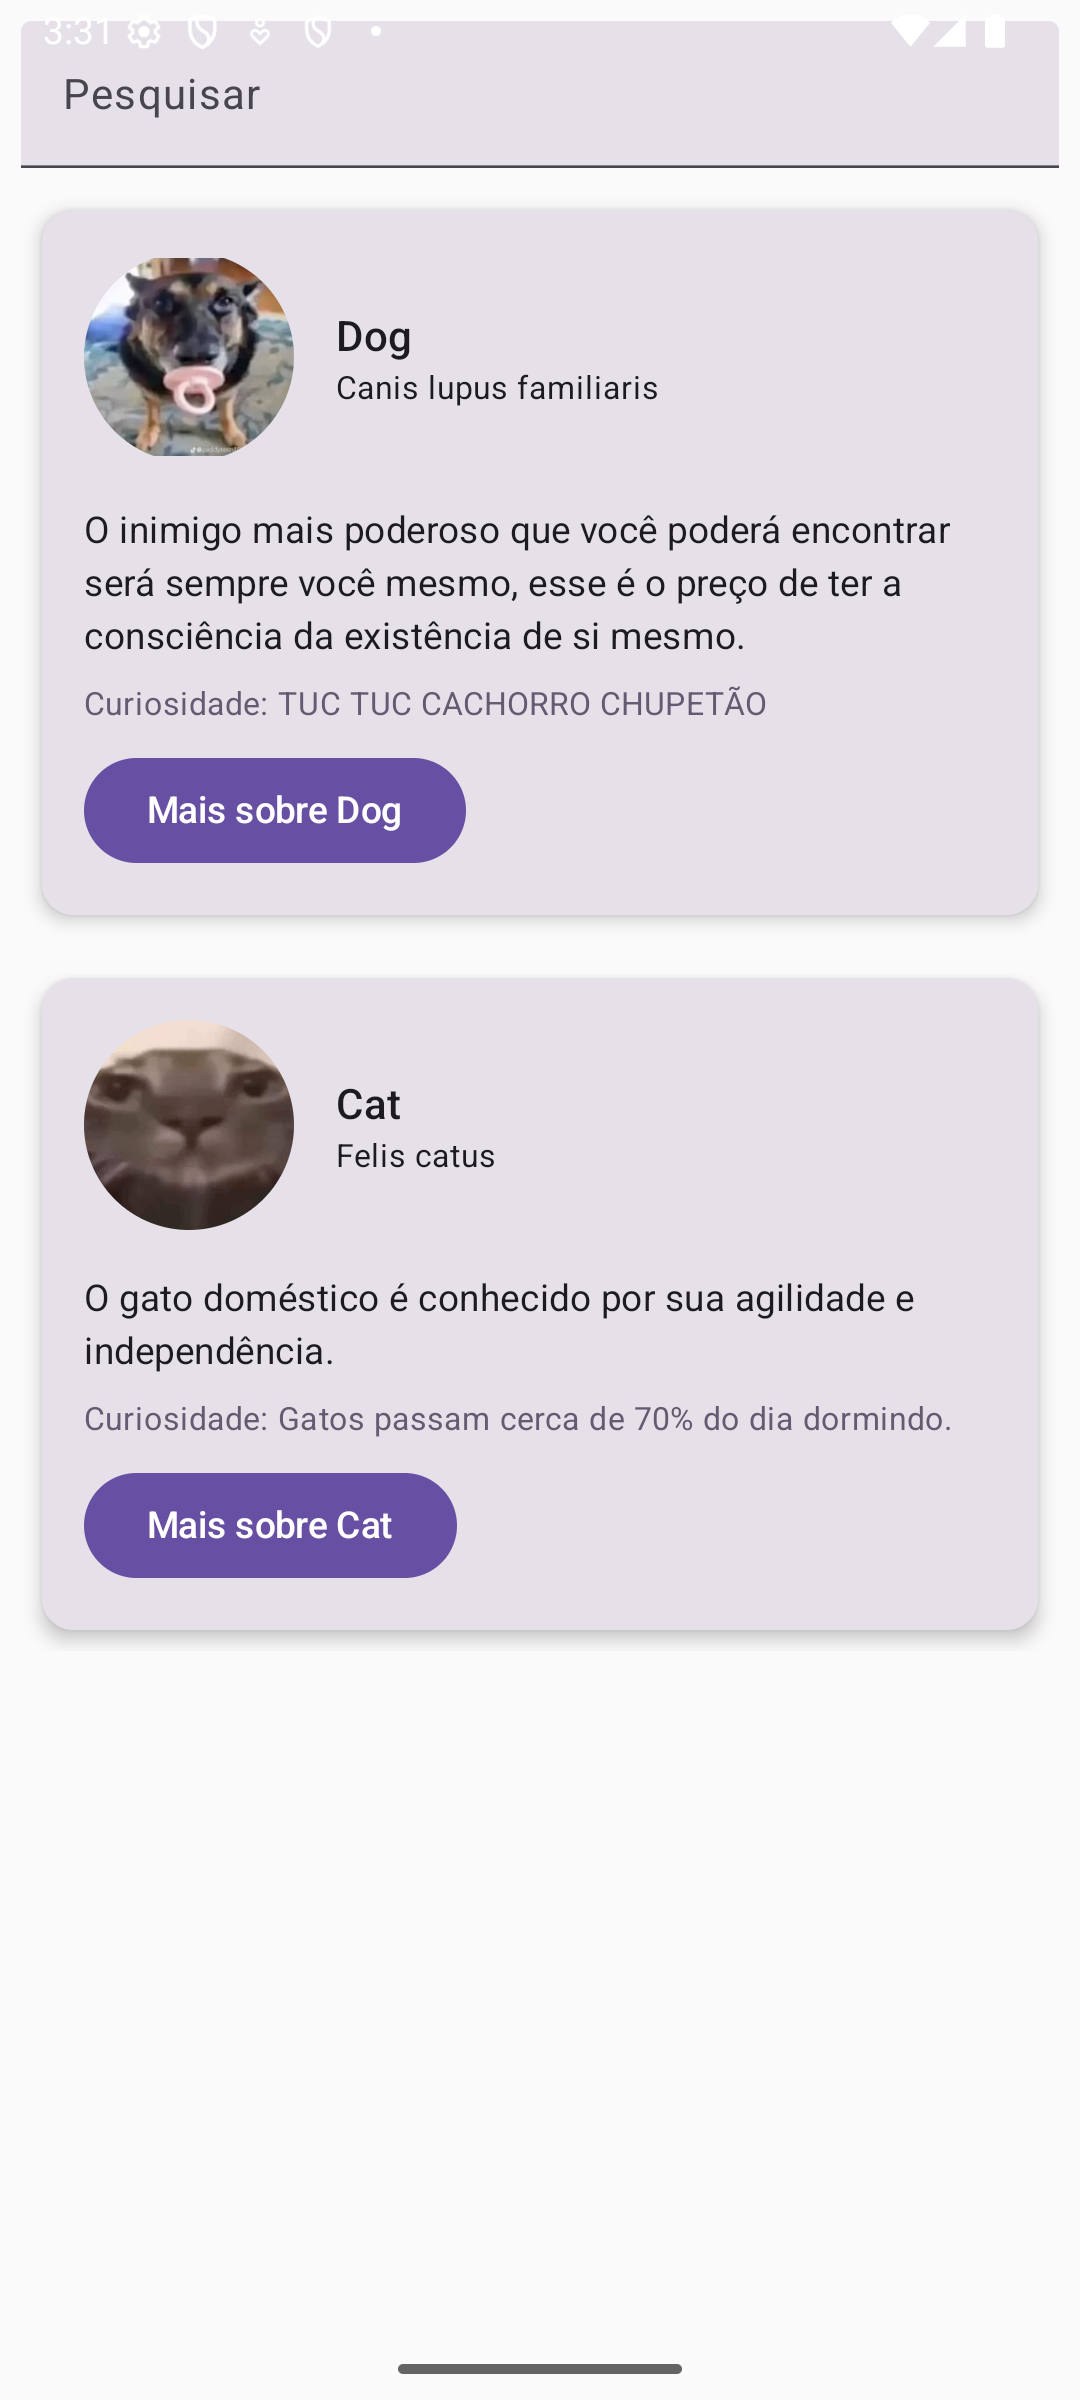 3:31
Pesquisar
Dog
Canis lupus familiaris
O inimigo mais poderoso que você poderá encontrar
será sempre você mesmo, esse é o preço de ter a
consciência da existência de si mesmo.
Curiosidade: TUC TUC CACHORRO CHUPETÃO
Mais sobre Dog
Cat
Felis catus
O gato doméstico é conhecido por sua agilidade e
independência.
Curiosidade: Gatos passam cerca de 70% do dia dormindo.
Mais sobre Cat